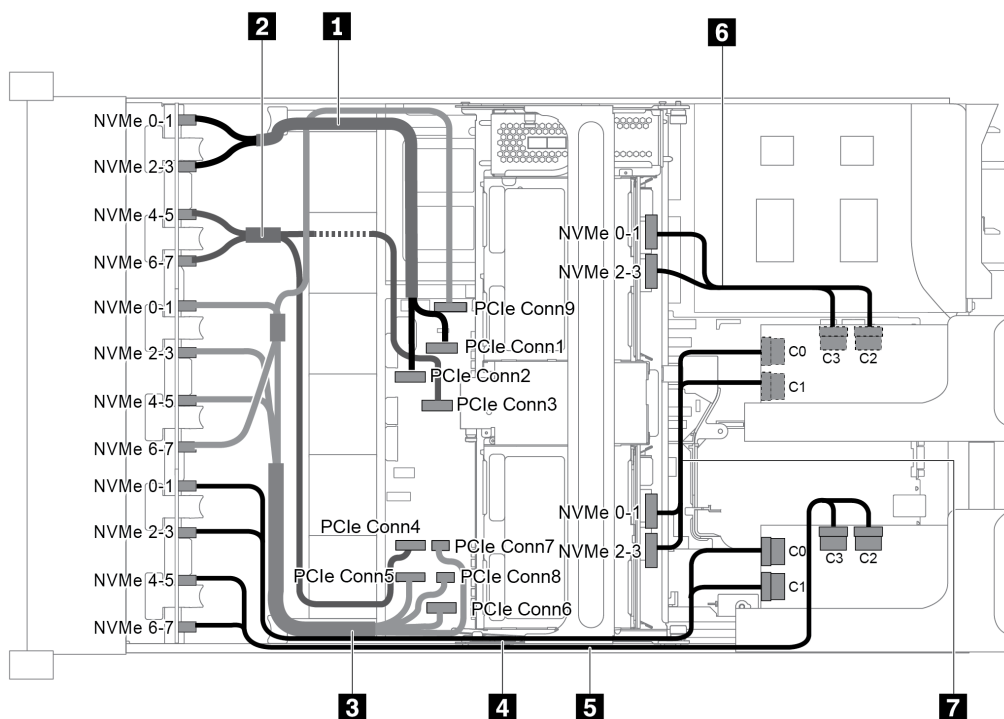 2
1
6
NVMe 0-1
NVMe 2-3
NVMe 4-5
NVMe 6-7
NVMe 0-1
NVMe 2-3
NVMe 4-5
NVMe 6-7
NVMe 0-1
NVMe 2-3
NVMe 4-5
NVMe 6-7
PCIe Conn9
PCIe Conn1
PCIe Conn2
PCIe Conn3
PCIe Conn4
PCIe Conn7
PCIe Conn5
PCIe Conn8
PCIe Conn6
NVMe 0-1
NVMe 2-3
NVMe 0-1
NVMe 2-3
C0
C1
C3
C2
C0
C1
C3
C2
3
4
5
7